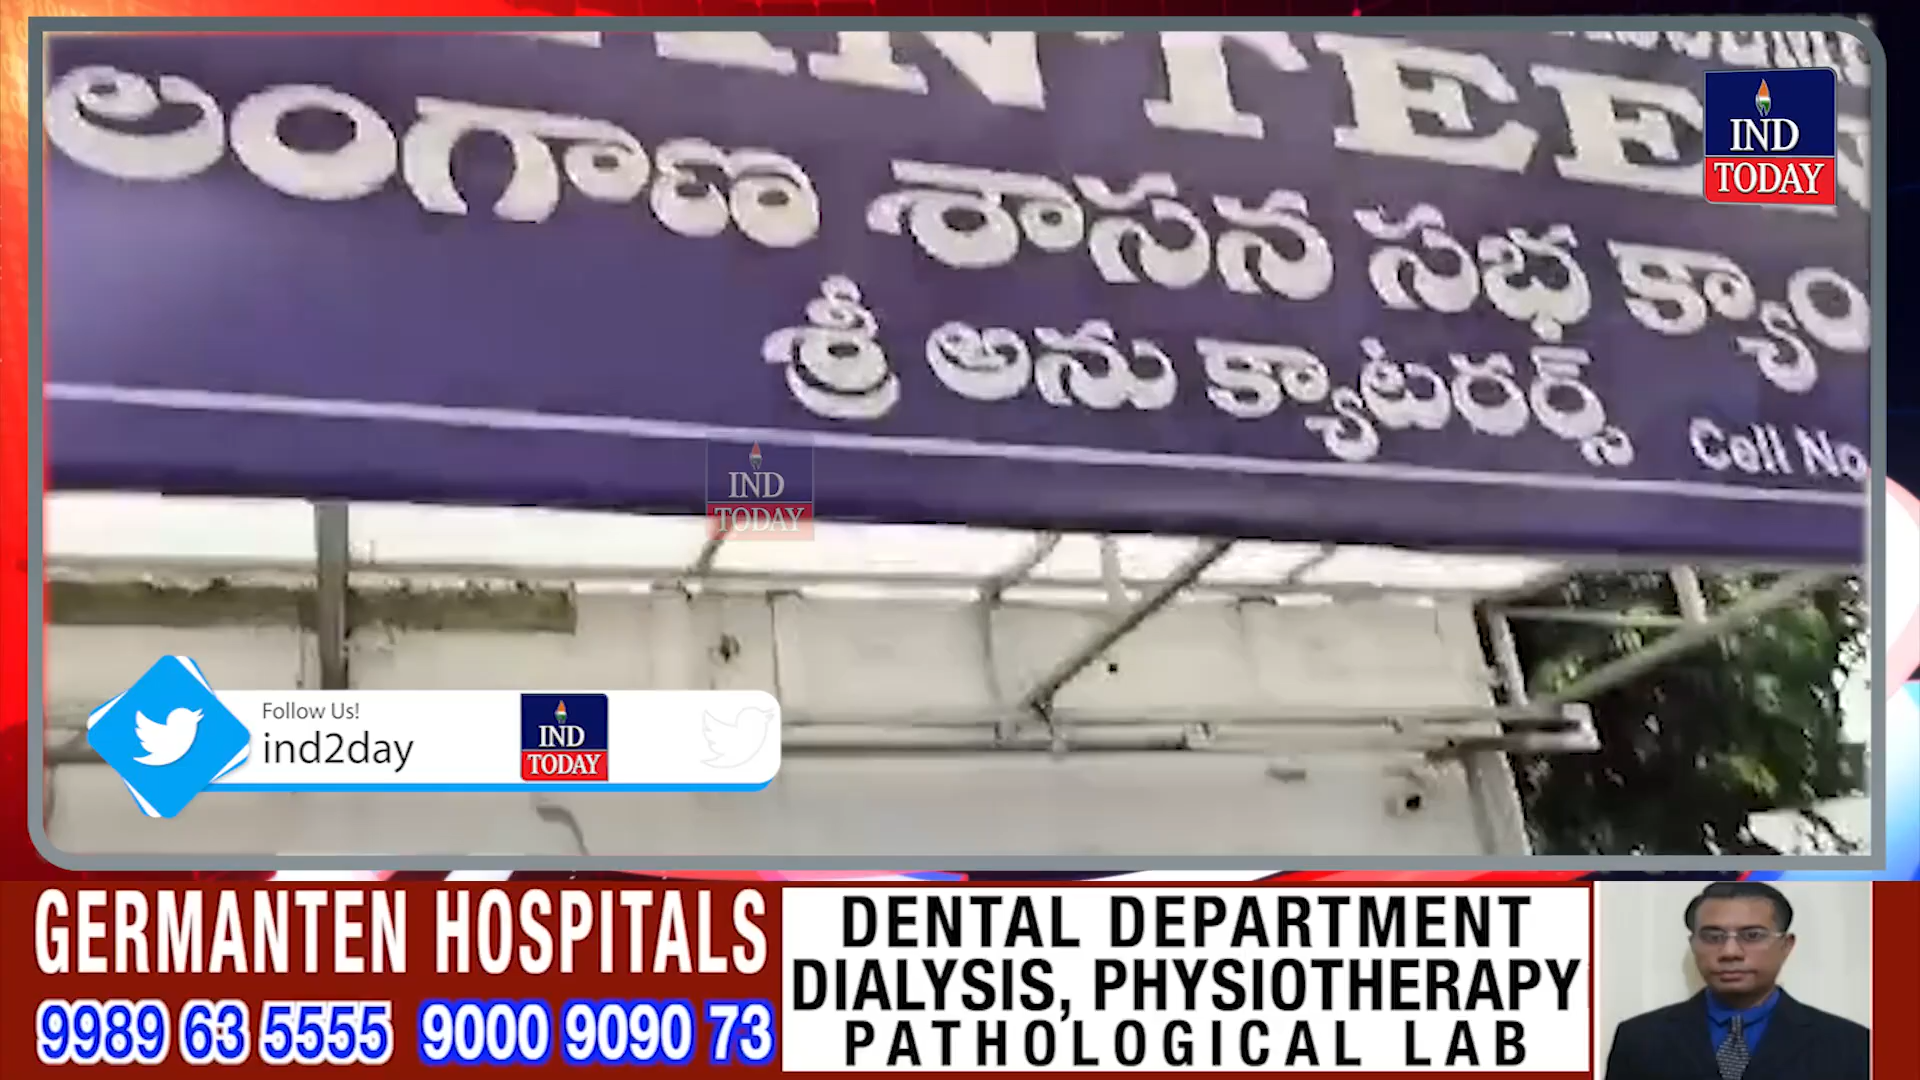 లంగాణ శాసన సభ క్యాం
శ్రీ అను క్యాటరర్స్
Cell No
IND
TODAY
IND
TODAY
Follow Us!
ind2day
IND
TODAY
GERMANTEN HOSPITALS
9989 63 5555 9000 9090 73
DENTAL DEPARTMENT
DIALYSIS, PHYSIOTHERAPY
PATHOLOGICAL LAB